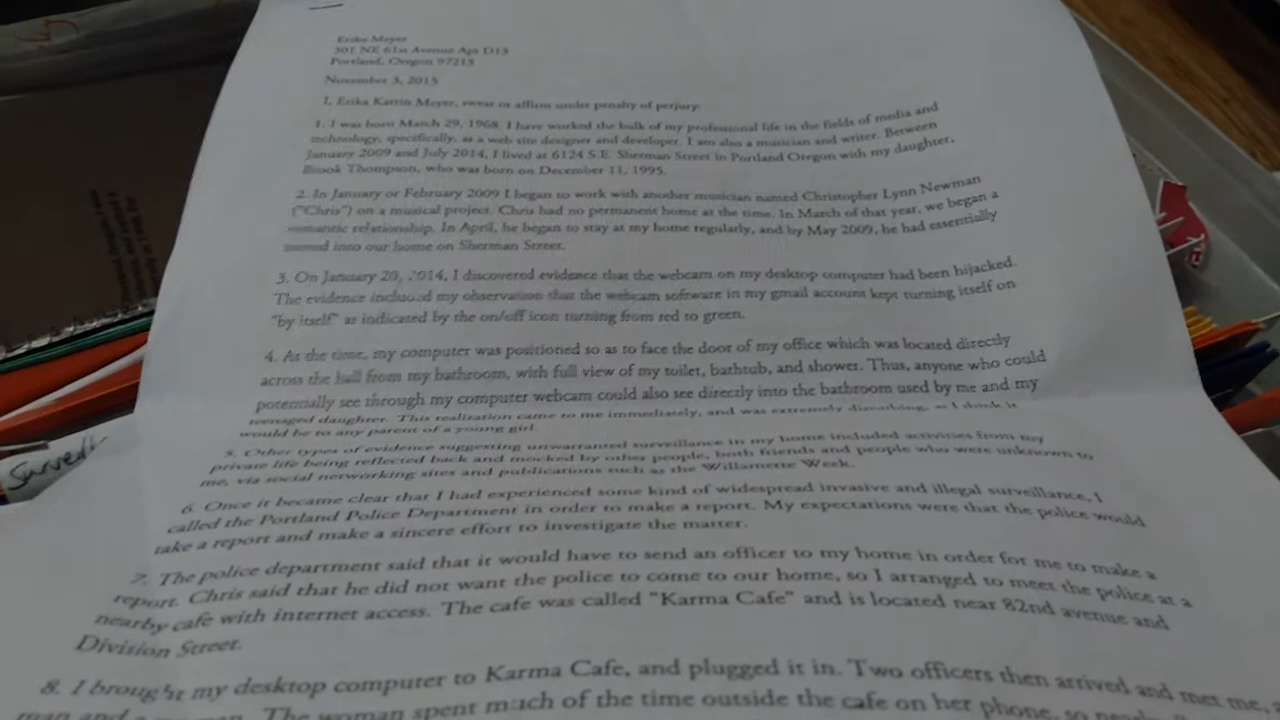 Erika Meyer
301 NE 61st Avenue Apt D13
Portland, Oregon 97213
November 3, 2015
I, Erika Katrin Meyer, swear or affirm under penalty of perjury:
1. I was born March 29, 1968. I have worked the bulk of my professional life in the fields of media and
technology, specifically, as a web site designer and developer. I am also a musician and writer. Between
January 2009 and July 2014, I lived at 6124 S.E. Sherman Street in Portland Oregon with my daughter,
Thompson, who was born on December 11, 1995.
2. In January or February 2009 I began to work with another musician named Christopher Lynn Newman
("Chris") on a musical project. Chris had no permanent home at the time. In March of that year, we began a
romantic relationship. In April, he began to stay at my home regularly, and by May 2009, he had essentially
moved into our home on Sherman Street.
3. On January 20, 2014, I discovered evidence that the webcam on my desktop computer had been hijacked.
The evidence included my observation that the webcam software in my gmail account kept turning itself on
"by itself" as indicated by the on/off icon turning from red to green.
4. As the time, my computer was positioned so as to face the door of my office which was located directly
across the hall from my bathroom, with full view of my toilet, bathtub, and shower. Thus, anyone who could
potentially see through my computer webcam could also see directly into the bathroom used by me and my
teenaged daughter. This realization came to me immediately, and was extremely disturbing, as I think it
would be to any parent of a young girl.
5. Other types of evidence suggesting unwarranted surveillance in my home included activities from my
private life being reflected back and mocked by other people, both friends and people who were unknown to
me, via social networking sites and publications such as the Willamette Week.
6. Once it became clear that I had experienced some kind of widespread invasive and illegal surveillance, I
called the Portland Police Department in order to make a report. My expectations were that the police would
take a report and make a sincere effort to investigate the matter.
7. The police department said that it would have to send an officer to my home in order for me to make a
report. Chris said that he did not want the police to come to our home, so I arranged to meet the police at a
nearby cafe with internet access. The cafe was called "Karma Cafe" and is located near 82nd avenue and
Division Street.
8. I brought my desktop computer to Karma Cafe, and plugged it in. Two officers then arrived and met me,
man and a woman. The woman spent much of the time outside the cafe on her phone, so